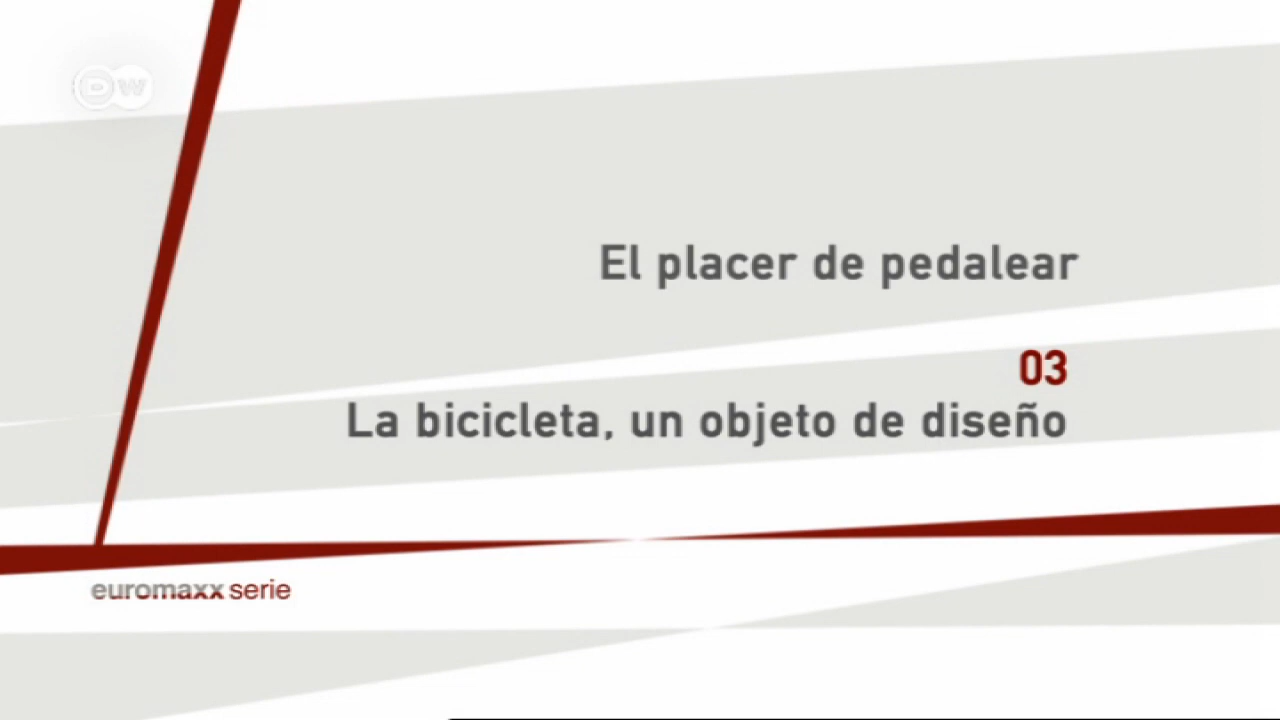 DW
El placer de pedalear
03
La bicicleta, un objeto de diseño
euromaxx serie